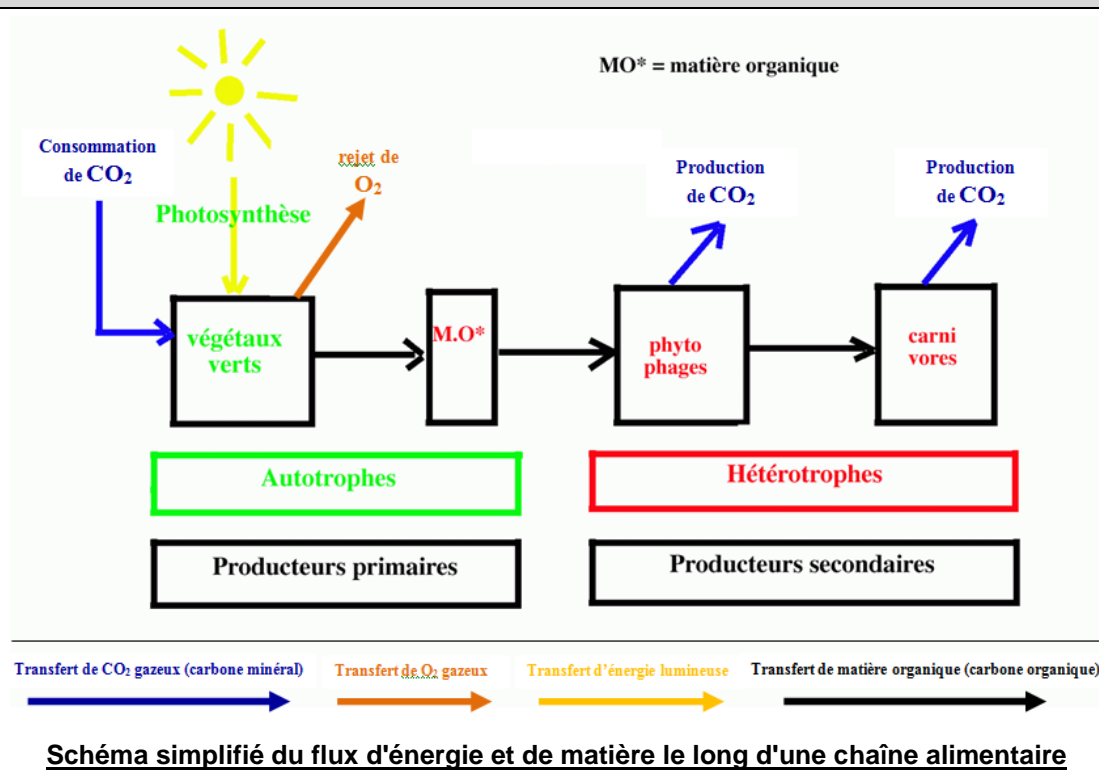 MO* = matière organique
Consommation
de CO₂
rejet de
O₂
Production
de CO₂
Production
de CO₂
Photosynthèse
végétaux
verts
M.O*
phyto
phages
carni
vores
Autotrophes
Hétérotrophes
Producteurs primaires
Producteurs secondaires
Transfert de CO₂ gazeux (carbone minéral)
Transfert de O₂ gazeux
Transfert d’énergie lumineuse
Transfert de matière organique (carbone organique)
Schéma simplifié du flux d'énergie et de matière le long d'une chaîne alimentaire